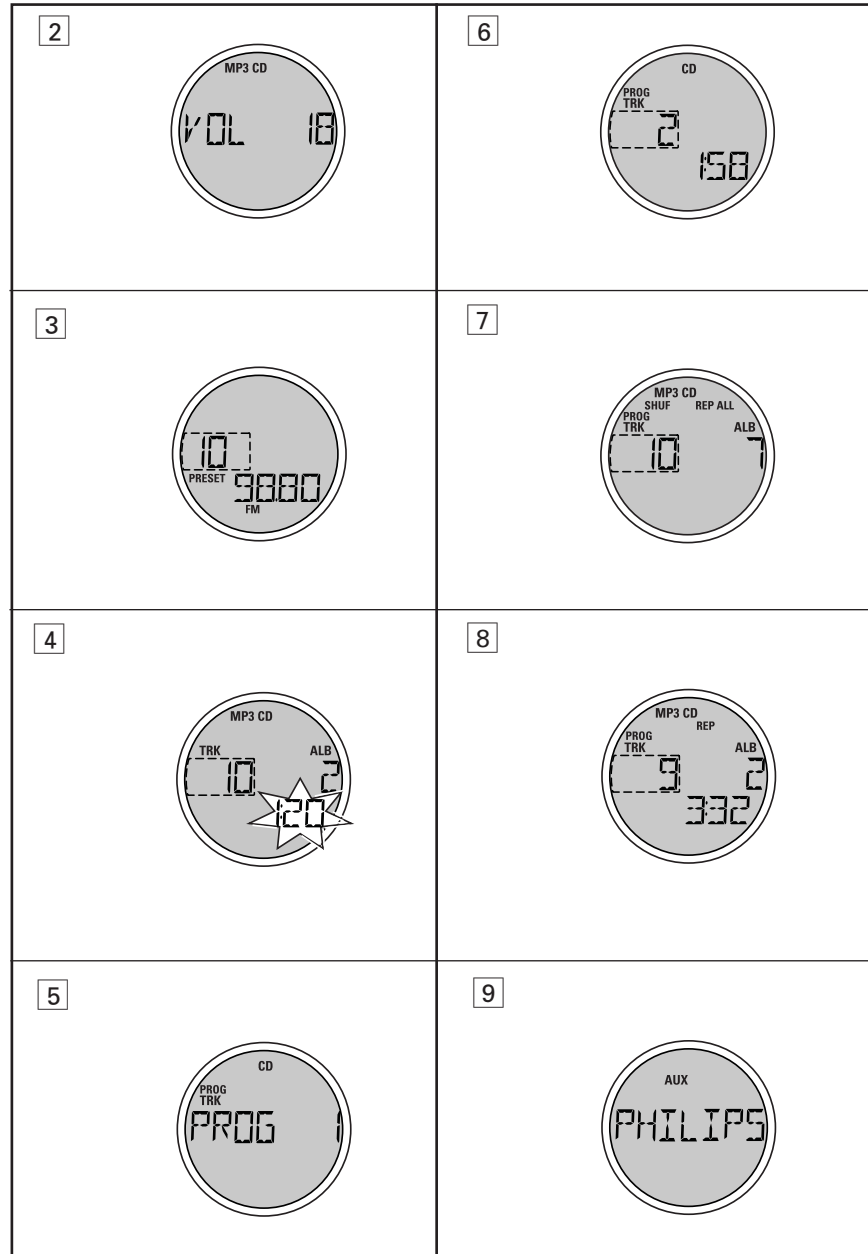 2
MP3 CD
VOL 18
3
10
PRESET 98.80
FM
4
MP3 CD
TRK ALB
10 2
1:20
5
CD
PROG
TRK
PROG 1
6
CD
PROG
TRK
2
1:58
7
MP3 CD
SHUF REP ALL
PROG
TRK ALB
10 7
8
MP3 CD
REP
PROG
TRK ALB
9 2
3:32
9
AUX
PHILIPS